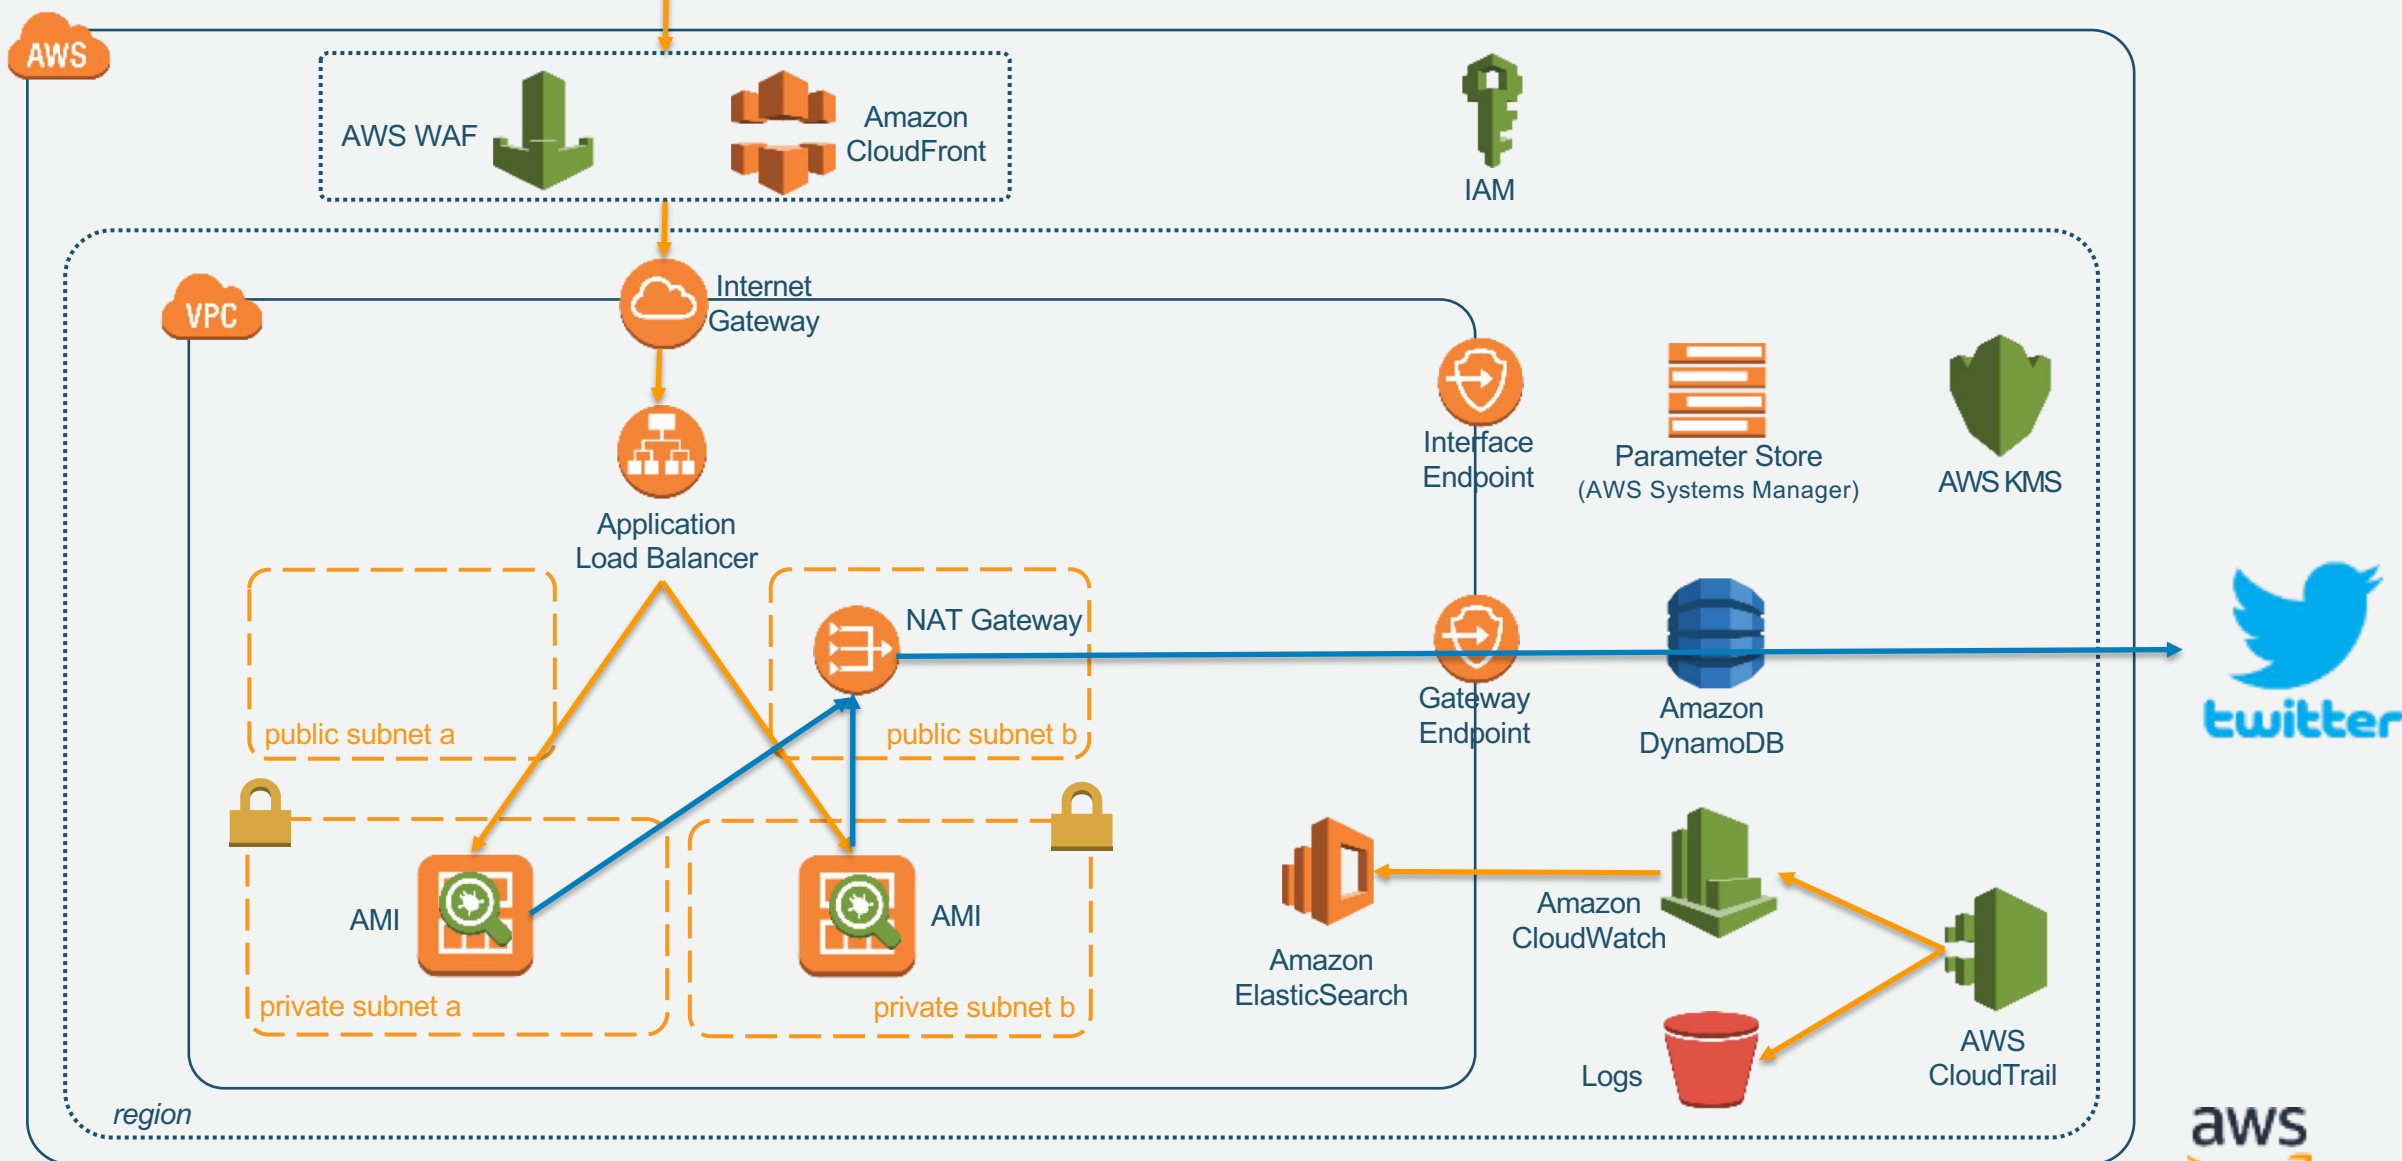 AWS
AWS WAF
Amazon
CloudFront
IAM
VPC
Internet
Gateway
Interface
Endpoint
Parameter Store
(AWS Systems Manager)
AWS KMS
Application
Load Balancer
NAT Gateway
public subnet a
public subnet b
Gateway
Endpoint
Amazon
DynamoDB
twitter
AMI
AMI
private subnet a
private subnet b
Amazon
ElasticSearch
Amazon
CloudWatch
Logs
AWS
CloudTrail
region
aws